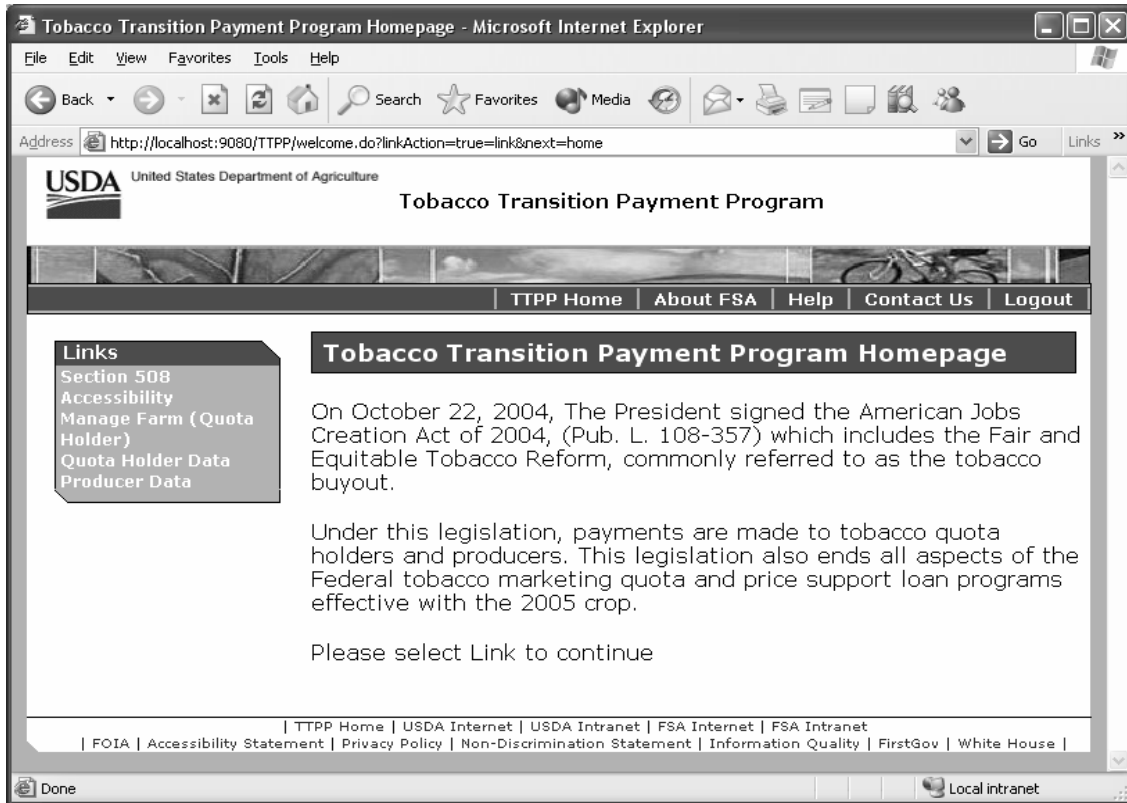 Tobacco Transition Payment Program Homepage - Microsoft Internet Explorer
File Edit View Favorites Tools Help
Back Search Favorites Media
Address http://localhost:9080/TTPP/welcome.do?linkAction=true=link&next=home Go Links »
USDA United States Department of Agriculture
Tobacco Transition Payment Program
| TTPP Home | About FSA | Help | Contact Us | Logout
Links
Section 508
Accessibility
Manage Farm (Quota
Holder)
Quota Holder Data
Producer Data
Tobacco Transition Payment Program Homepage
On October 22, 2004, The President signed the American Jobs
Creation Act of 2004, (Pub. L. 108-357) which includes the Fair and
Equitable Tobacco Reform, commonly referred to as the tobacco
buyout.
Under this legislation, payments are made to tobacco quota
holders and producers. This legislation also ends all aspects of the
Federal tobacco marketing quota and price support loan programs
effective with the 2005 crop.
Please select Link to continue
| TTPP Home | USDA Internet | USDA Intranet | FSA Internet | FSA Intranet
| FOIA | Accessibility Statement | Privacy Policy | Non-Discrimination Statement | Information Quality | FirstGov | White House |
Done Local intranet